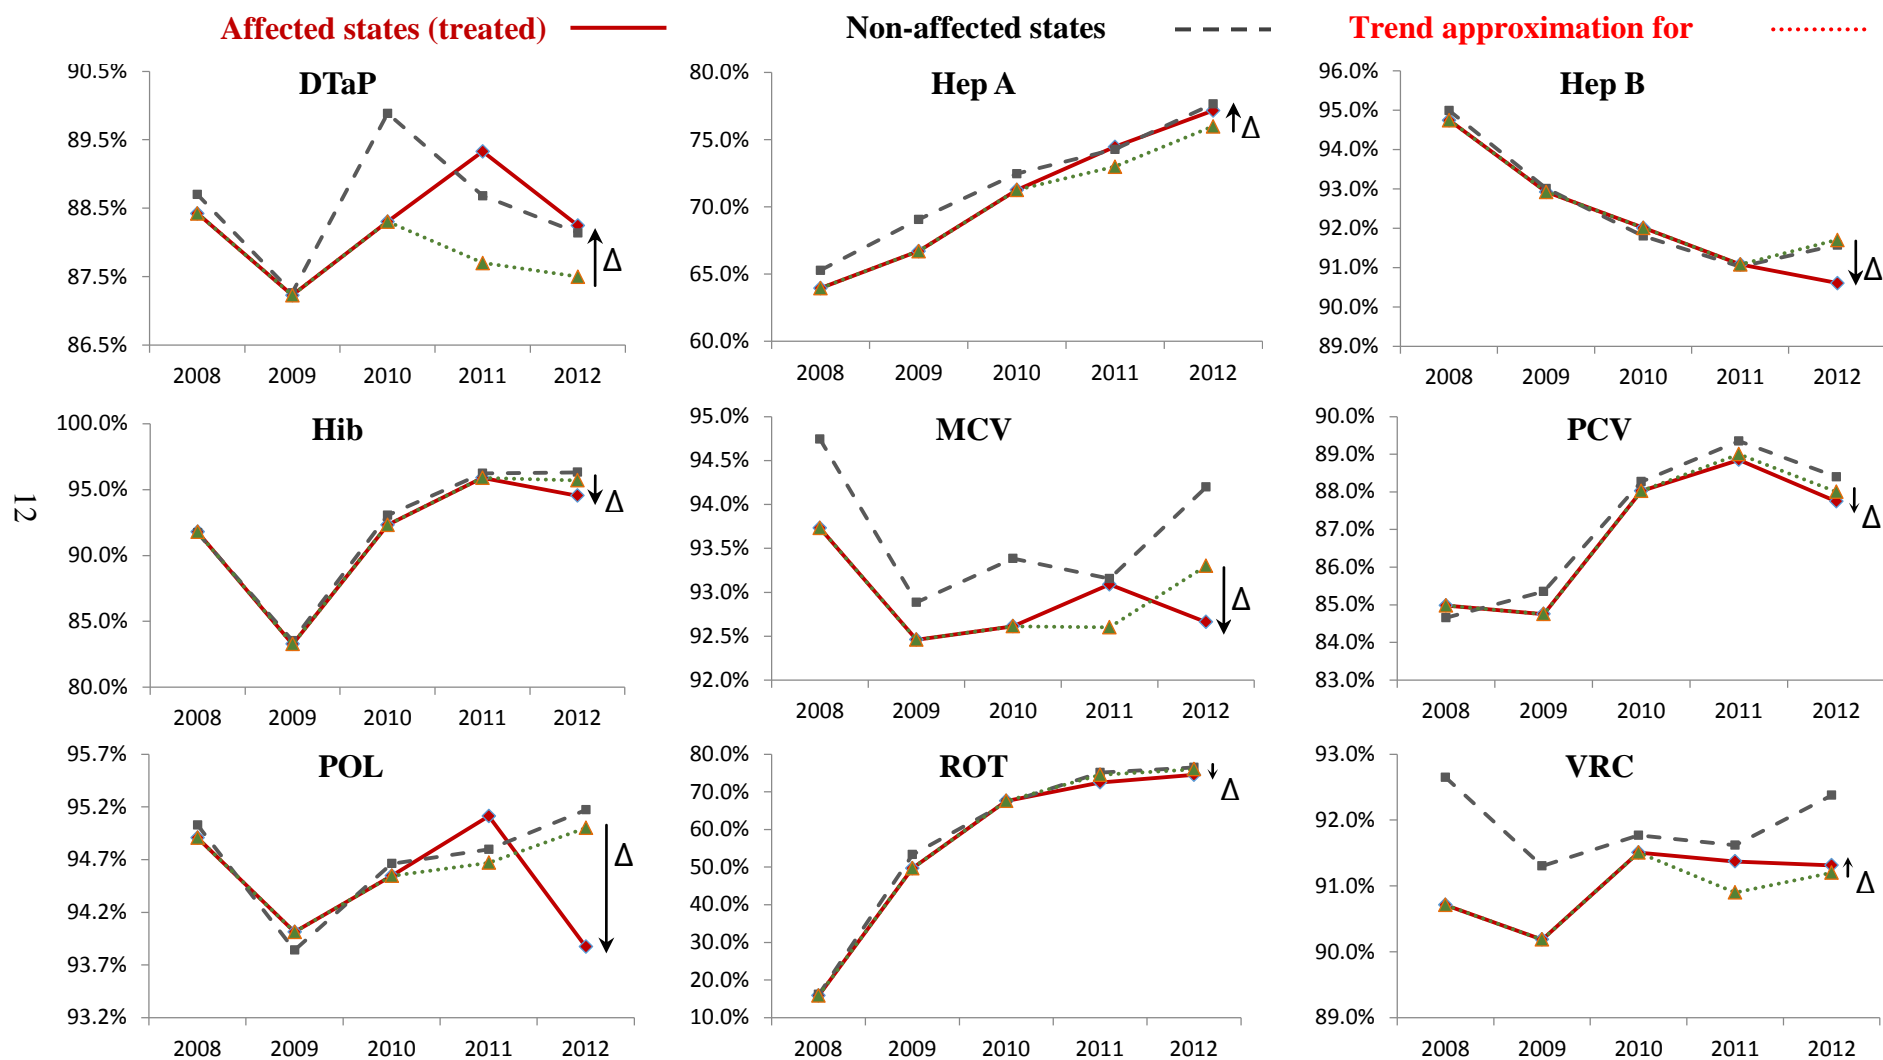 Affected states (treated) Non-affected states Trend approximation for
DTaP
90.5%
89.5%
88.5%
87.5%
86.5%
2008 2009 2010 2011 2012
Δ
Hep A
80.0%
75.0%
70.0%
65.0%
60.0%
2008 2009 2010 2011 2012
Δ
Hep B
96.0%
95.0%
94.0%
93.0%
92.0%
91.0%
90.0%
89.0%
2008 2009 2010 2011 2012
Δ
Hib
100.0%
95.0%
90.0%
85.0%
80.0%
2008 2009 2010 2011 2012
Δ
MCV
95.0%
94.5%
94.0%
93.5%
93.0%
92.5%
92.0%
2008 2009 2010 2011 2012
Δ
PCV
90.0%
89.0%
88.0%
87.0%
86.0%
85.0%
84.0%
83.0%
2008 2009 2010 2011 2012
Δ
POL
95.7%
95.2%
94.7%
94.2%
93.7%
93.2%
2008 2009 2010 2011 2012
Δ
ROT
80.0%
70.0%
60.0%
50.0%
40.0%
30.0%
20.0%
10.0%
2008 2009 2010 2011 2012
Δ
VRC
93.0%
92.0%
91.0%
90.0%
89.0%
2008 2009 2010 2011 2012
Δ
12